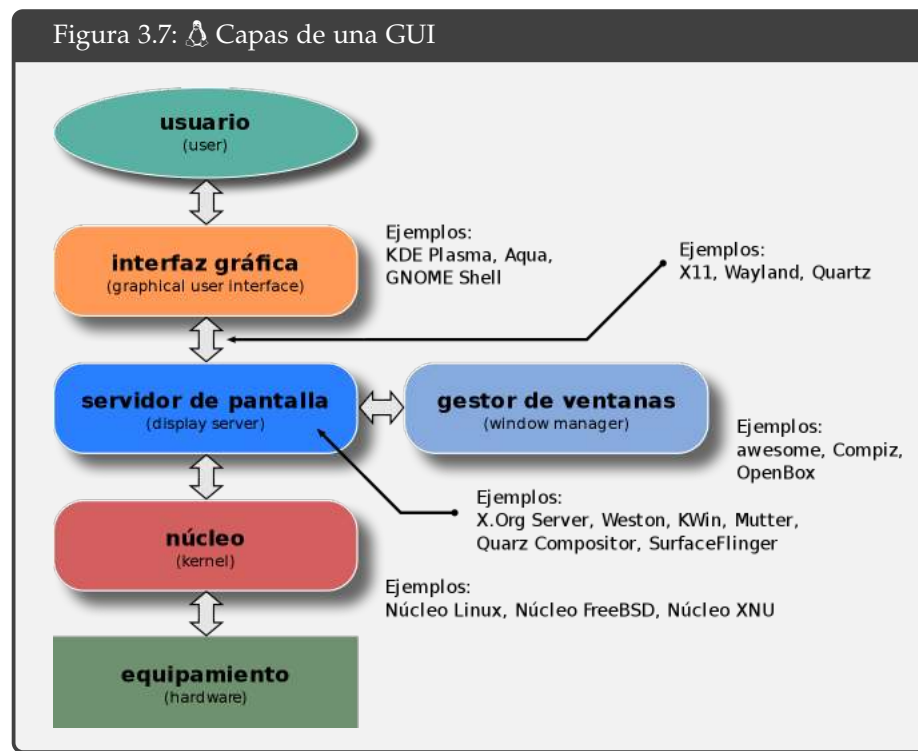 Figura 3.7: Capas de una GUI
usuario
(user)
interfaz gráfica
(graphical user interface)
Ejemplos:
KDE Plasma, Aqua,
GNOME Shell
Ejemplos:
X11, Wayland, Quartz
servidor de pantalla
(display server)
gestor de ventanas
(window manager)
Ejemplos:
awesome, Compiz,
OpenBox
Ejemplos:
X.Org Server, Weston, KWin, Mutter,
Quarz Compositor, SurfaceFlinger
núcleo
(kernel)
Ejemplos:
Núcleo Linux, Núcleo FreeBSD, Núcleo XNU
equipamiento
(hardware)